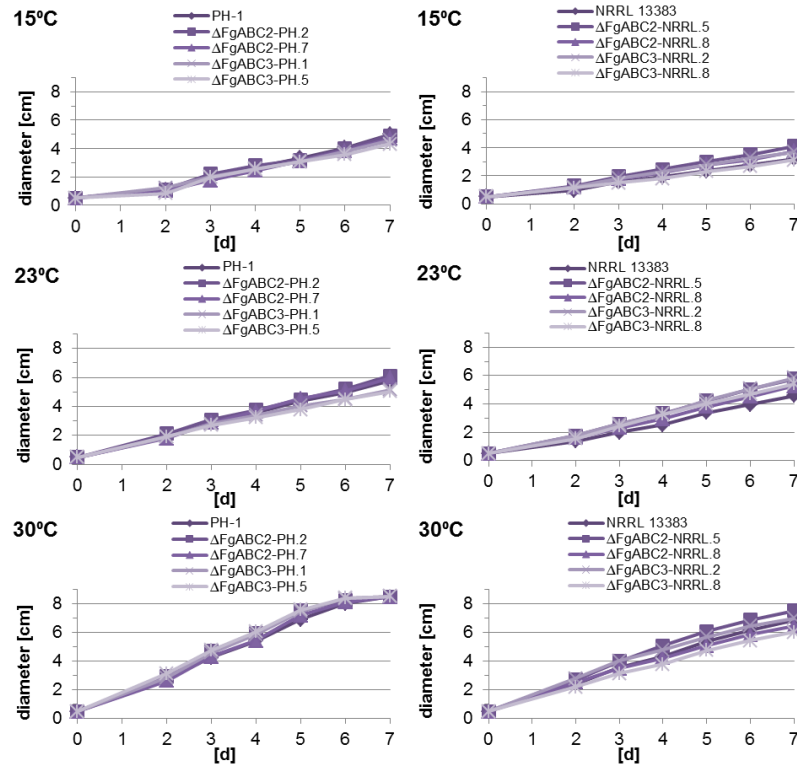 15ºC
PH-1
ΔFgABC2-PH.2
ΔFgABC2-PH.7
ΔFgABC3-PH.1
ΔFgABC3-PH.5
diameter [cm]
8
6
4
2
0
0 1 2 3 4 5 6 7
[d]
NRRL 13383
ΔFgABC2-NRRL.5
ΔFgABC2-NRRL.8
ΔFgABC3-NRRL.2
ΔFgABC3-NRRL.8
diameter [cm]
8
6
4
2
0
0 1 2 3 4 5 6 7
[d]
23ºC
PH-1
ΔFgABC2-PH.2
ΔFgABC2-PH.7
ΔFgABC3-PH.1
ΔFgABC3-PH.5
diameter [cm]
8
6
4
2
0
0 1 2 3 4 5 6 7
[d]
23ºC
NRRL 13383
ΔFgABC2-NRRL.5
ΔFgABC2-NRRL.8
ΔFgABC3-NRRL.2
ΔFgABC3-NRRL.8
diameter [cm]
8
6
4
2
0
0 1 2 3 4 5 6 7
[d]
30ºC
PH-1
ΔFgABC2-PH.2
ΔFgABC2-PH.7
ΔFgABC3-PH.1
ΔFgABC3-PH.5
diameter [cm]
8
6
4
2
0
0 1 2 3 4 5 6 7
[d]
30ºC
NRRL 13383
ΔFgABC2-NRRL.5
ΔFgABC2-NRRL.8
ΔFgABC3-NRRL.2
ΔFgABC3-NRRL.8
diameter [cm]
8
6
4
2
0
0 1 2 3 4 5 6 7
[d]
15ºC